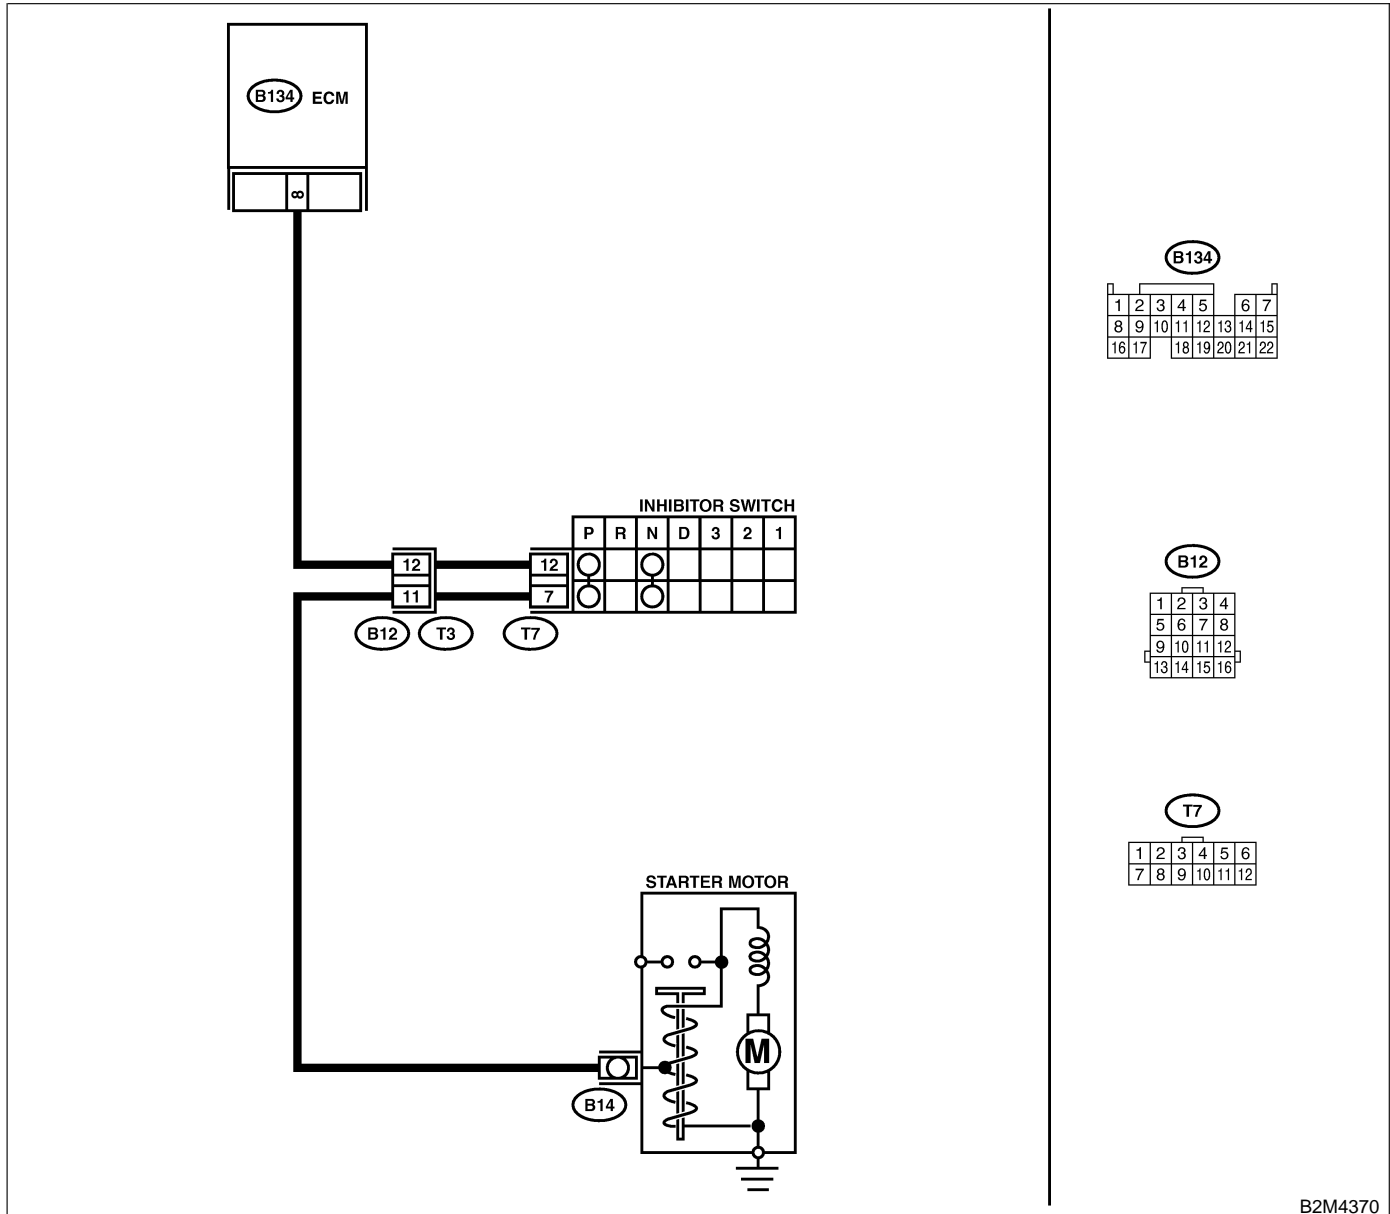 B134 ECM
8
INHIBITOR SWITCH
P R N D 3 2 1
12 12
11 7
B12 T3 T7
STARTER MOTOR
M
B14
B134
1 2 3 4 5 6 7
8 9 10 11 12 13 14 15
16 17 18 19 20 21 22
B12
1 2 3 4
5 6 7 8
9 10 11 12
13 14 15 16
T7
1 2 3 4 5 6
7 8 9 10 11 12
B2M4370